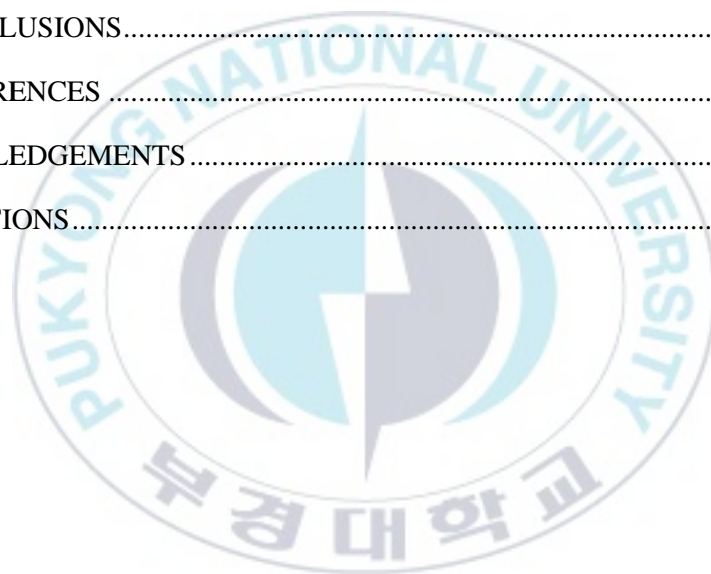 LUSIONS..........................................................................................
RENCES ............................................................................................
LEDGEMENTS .................................................................................
TIONS.................................................................................................
PUKYONG NATIONAL UNIVERSITY
부경대학교